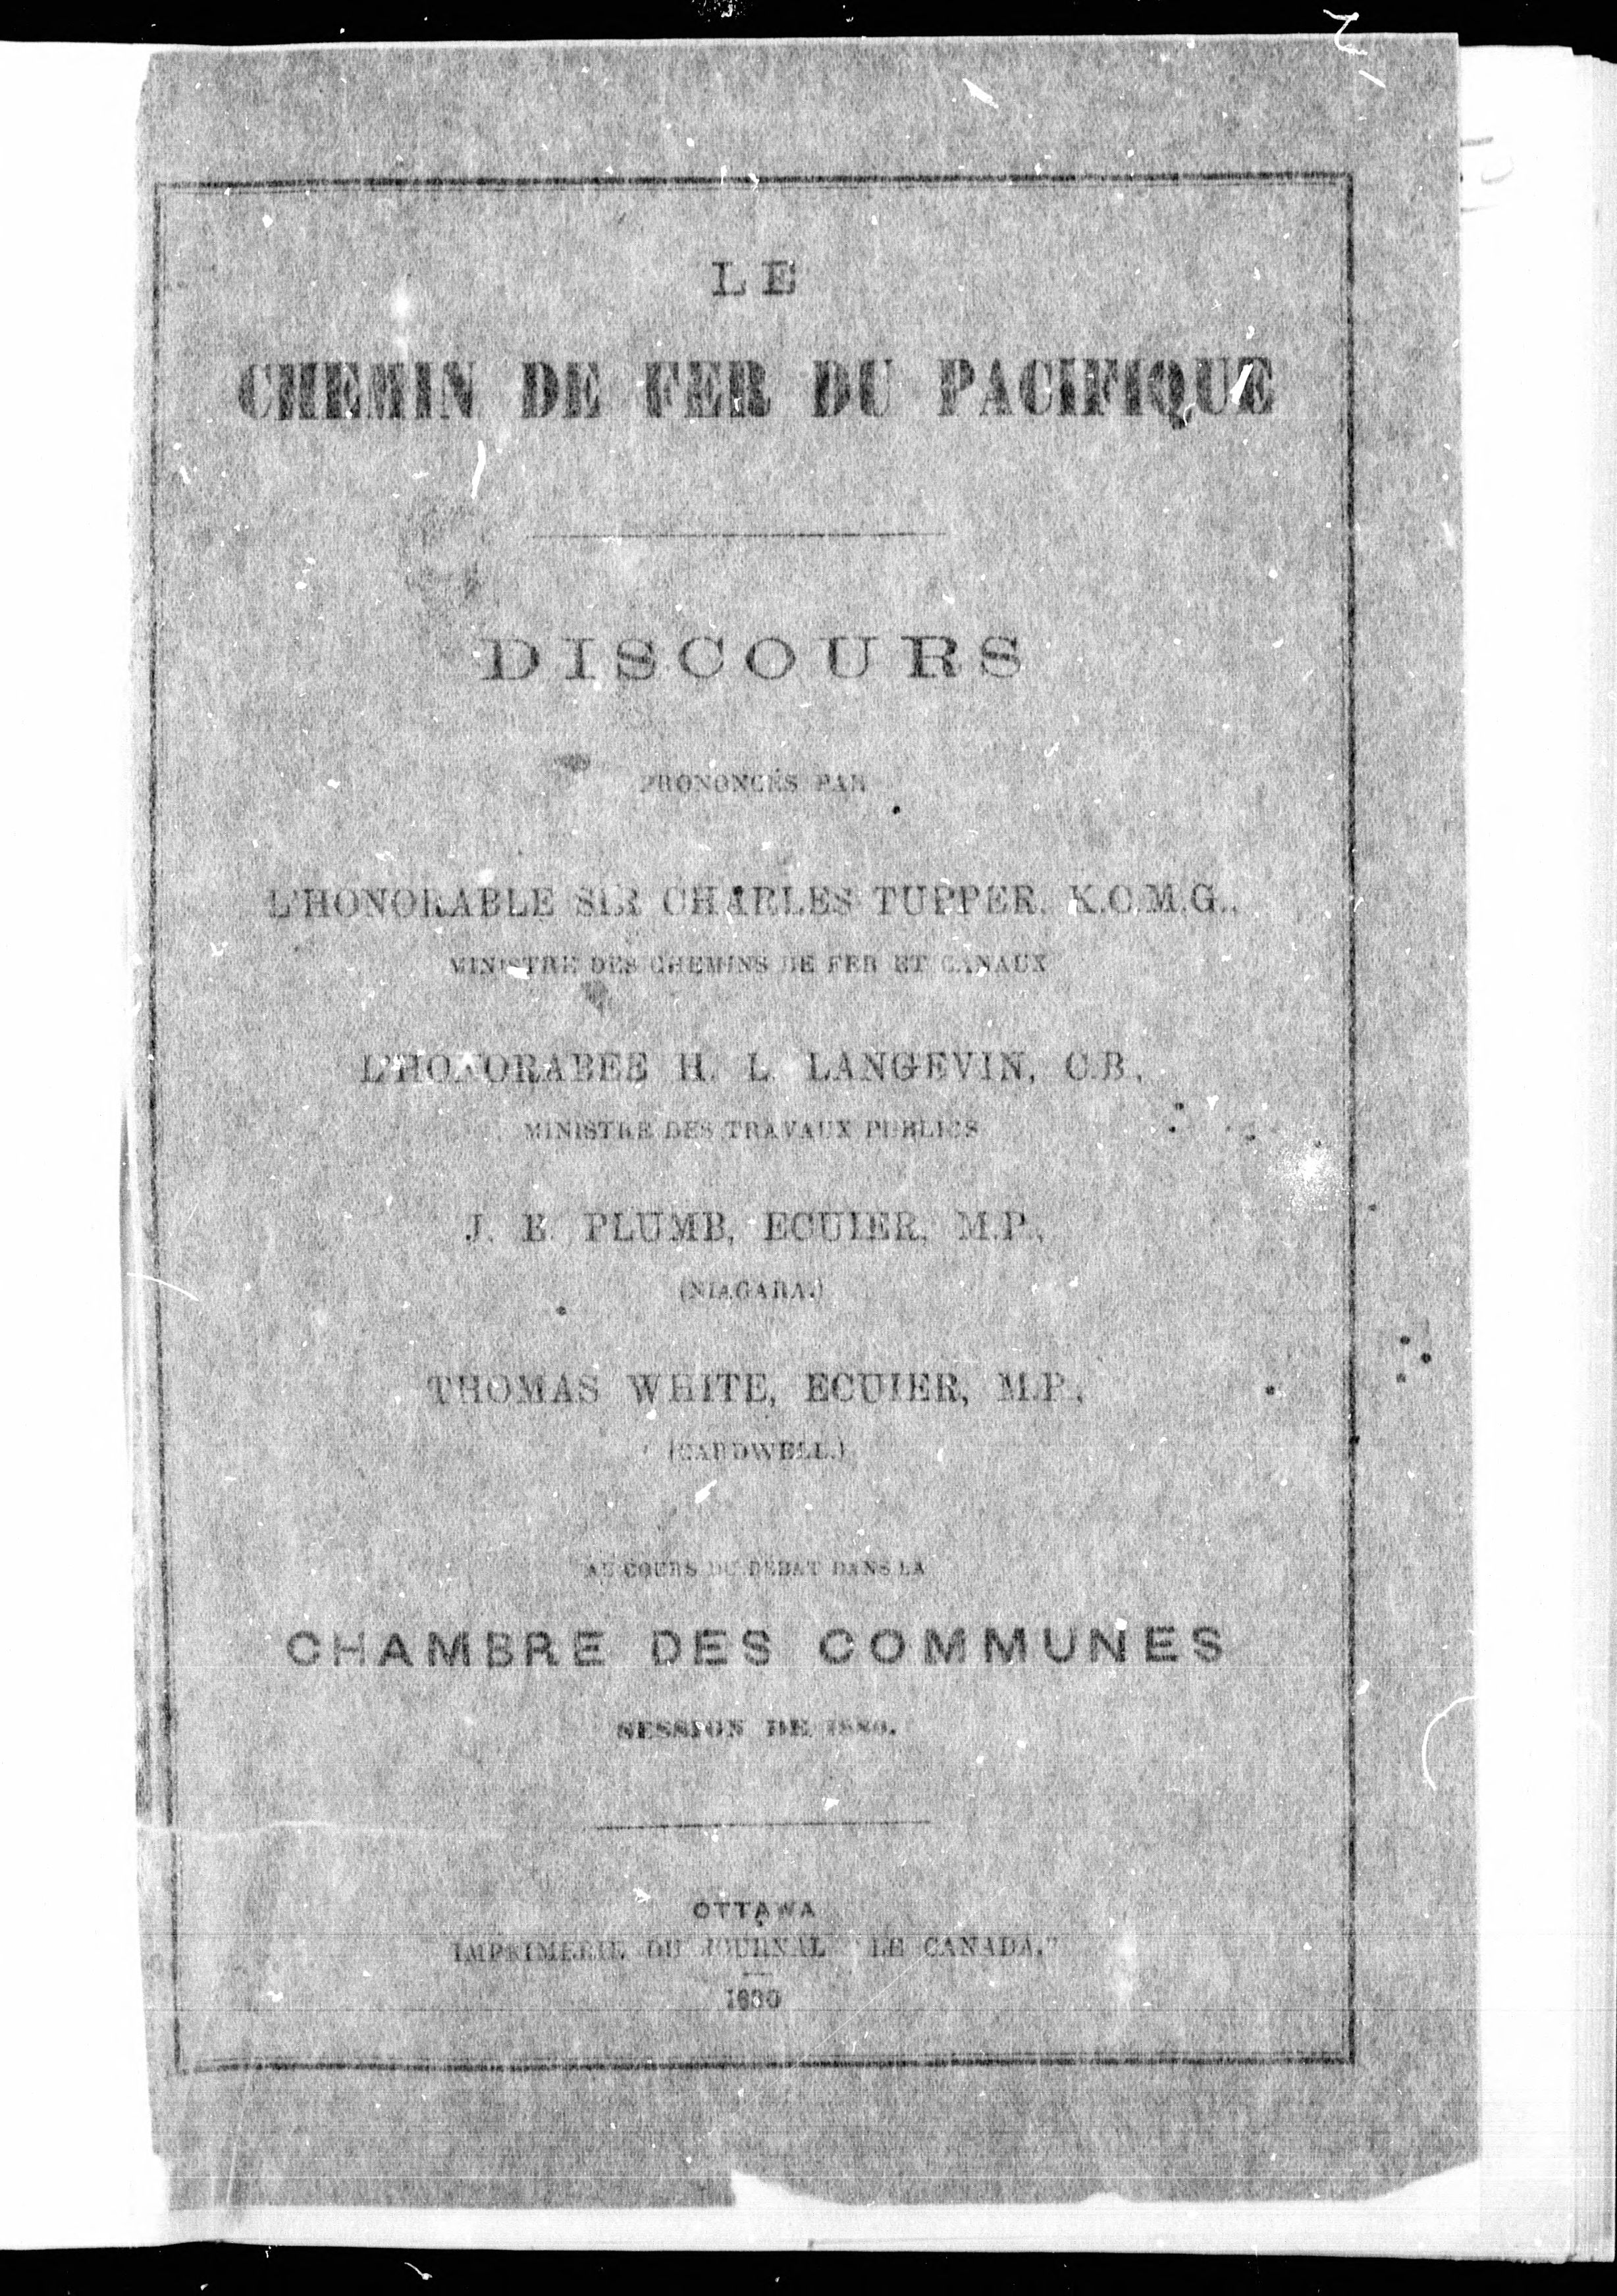 LE
CHEMIN DE FER DU PACIFIQUE
DISCOURS
PRONONCÉS PAR
L'HONORABLE SIR CHARLES TUPPER, K.C.M.G.,
MINISTRE DES CHEMINS DE FER ET CANAUX
L'HONORABEE H. L. LANGEVIN, C.B.,
MINISTRE DES TRAVAUX PUBLICS
J. B. PLUMB, ECUIER, M.P.,
(NIAGARA.)
THOMAS WHITE, ECUIER, M.P.,
(CARDWELL.)
AU COURS DU DEBAT DANS LA
CHAMBRE DES COMMUNES
SESSION DE 1880.
OTTAWA
IMPRIMERIE DU JOURNAL "LE CANADA."
1880